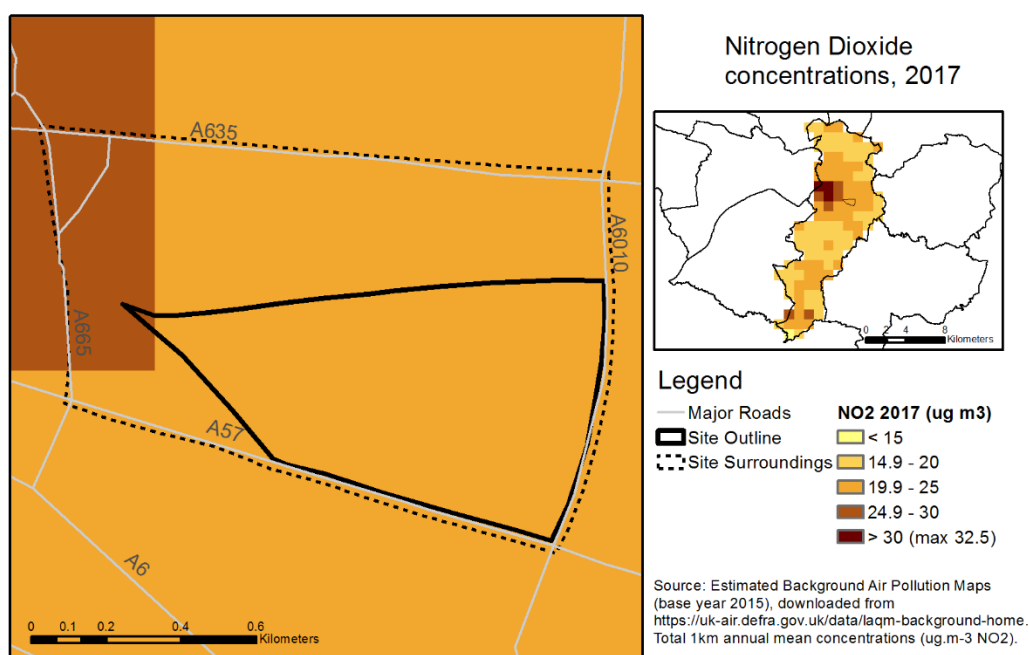 A635
A6010
A665
A57
A6
0 0.1 0.2 0.4 0.6
Kilometers
Nitrogen Dioxide
concentrations, 2017
0 2 4 8
Kilometers
Legend
Major Roads
Site Outline
Site Surroundings
NO2 2017 (ug m3)
< 15
14.9 - 20
19.9 - 25
24.9 - 30
> 30 (max 32.5)
Source: Estimated Background Air Pollution Maps
(base year 2015), downloaded from
https://uk-air.defra.gov.uk/data/laqm-background-home.
Total 1km annual mean concentrations (ug.m-3 NO2).